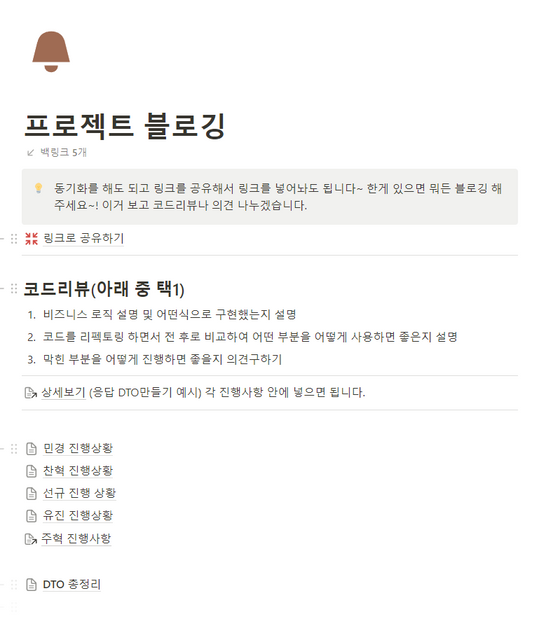 프로젝트 블로깅
백링크 5개
동기화를 해도 되고 링크를 공유해서 링크를 넣어놔도 됩니다~ 한게 있으면 뭐든 블로깅 해
주세요~! 이거 보고 코드리뷰나 의견 나누겠습니다.
링크로 공유하기
코드리뷰(아래 중 택1)
1. 비즈니스 로직 설명 및 어떤식으로 구현했는지 설명
2. 코드를 리펙토링 하면서 전 후로 비교하여 어떤 부분을 어떻게 사용하면 좋은지 설명
3. 막힌 부분을 어떻게 진행하면 좋을지 의견구하기
상세보기 (응답 DTO만들기 예시) 각 진행사항 안에 넣으면 됩니다.
민경 진행상황
찬혁 진행상황
선규 진행 상황
유진 진행상황
주혁 진행사항
DTO 총정리